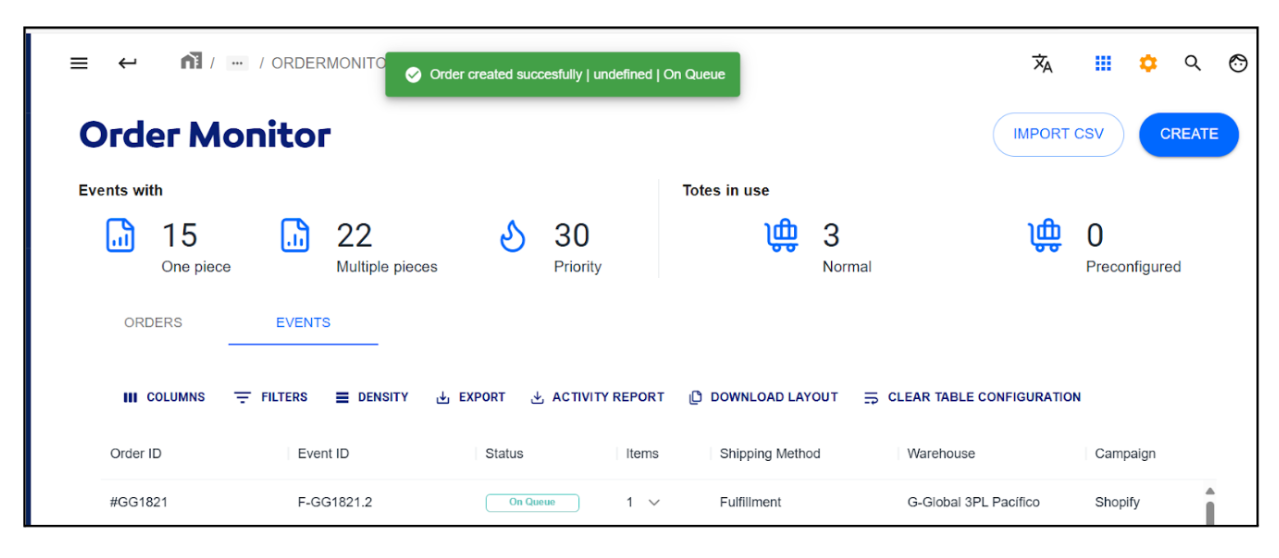 / ... / ORDERMONITO
Order created succesfully | undefined | On Queue
Order Monitor
IMPORT CSV
CREATE
Events with
Totes in use
15
One piece
22
Multiple pieces
30
Priority
3
Normal
0
Preconfigured
ORDERS EVENTS
COLUMNS FILTERS DENSITY EXPORT ACTIVITY REPORT DOWNLOAD LAYOUT CLEAR TABLE CONFIGURATION
Order ID Event ID Status Items Shipping Method Warehouse Campaign
#GG1821 F-GG1821.2 On Queue 1 Fulfillment G-Global 3PL Pacífico Shopify